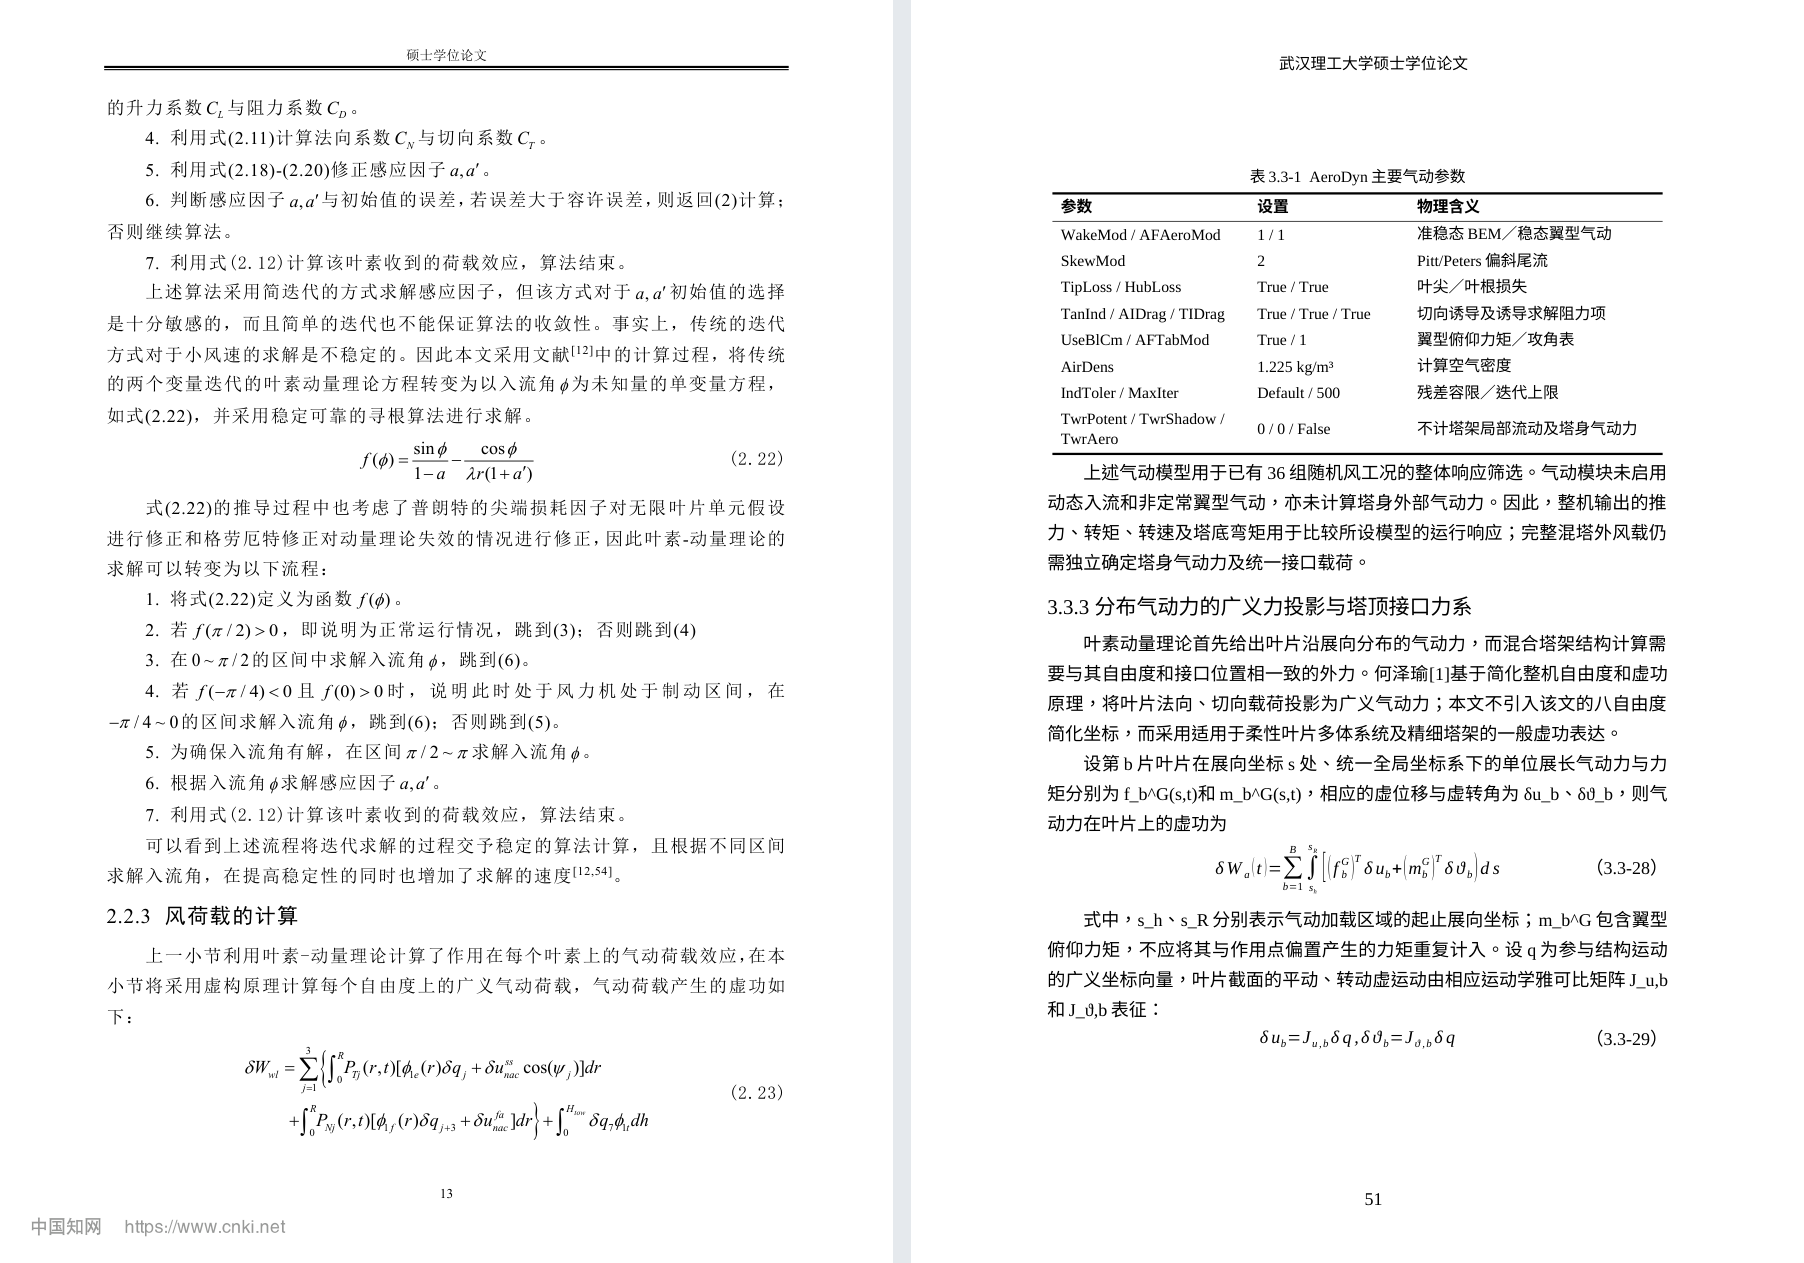 硕士学位论文
的升力系数 C_L 与阻力系数 C_D 。
4. 利用式(2.11)计算法向系数 C_N 与切向系数 C_T 。
5. 利用式(2.18)-(2.20)修正感应因子 a,a′ 。
6. 判断感应因子 a,a′ 与初始值的误差，若误差大于容许误差，则返回(2)计算；
否则继续算法。
7. 利用式(2.12)计算该叶素收到的荷载效应，算法结束。
上述算法采用简迭代的方式求解感应因子，但该方式对于 a,a′ 初始值的选择
是十分敏感的，而且简单的迭代也不能保证算法的收敛性。事实上，传统的迭代
方式对于小风速的求解是不稳定的。因此本文采用文献[12]中的计算过程，将传统
的两个变量迭代的叶素动量理论方程转变为以入流角 ϕ 为未知量的单变量方程，
如式(2.22)，并采用稳定可靠的寻根算法进行求解。
f(ϕ) = sin ϕ / (1−a) − cos ϕ / (λr(1+a′)) (2.22)
式(2.22)的推导过程中也考虑了普朗特的尖端损耗因子对无限叶片单元假设
进行修正和格劳厄特修正对动量理论失效的情况进行修正，因此叶素-动量理论的
求解可以转变为以下流程：
1. 将式(2.22)定义为函数 f(ϕ) 。
2. 若 f(π/2)>0，即说明为正常运行情况，跳到(3)；否则跳到(4)
3. 在 0~π/2 的区间中求解入流角 ϕ，跳到(6)。
4. 若 f(−π/4)<0 且 f(0)>0 时，说明此时处于风力机处于制动区间，在
−π/4~0 的区间求解入流角 ϕ，跳到(6)；否则跳到(5)。
5. 为确保入流角有解，在区间 π/2~π 求解入流角 ϕ。
6. 根据入流角 ϕ 求解感应因子 a,a′ 。
7. 利用式(2.12)计算该叶素收到的荷载效应，算法结束。
可以看到上述流程将迭代求解的过程交予稳定的算法计算，且根据不同区间
求解入流角，在提高稳定性的同时也增加了求解的速度[12,54]。
2.2.3 风荷载的计算
上一小节利用叶素-动量理论计算了作用在每个叶素上的气动荷载效应，在本
小节将采用虚构原理计算每个自由度上的广义气动荷载，气动荷载产生的虚功如
下：
δW_wl = ∑_{j=1}^{3} { ∫_0^R P_Tj(r,t)[ϕ_1e(r)δq_j + δu_nac^ss cos(ψ_j)]dr
+ ∫_0^R P_Nj(r,t)[ϕ_1f(r)δq_{j+3} + δu_nac^fa]dr } + ∫_0^{H_tow} δq_7ϕ_1t dh (2.23)
13
中国知网 https://www.cnki.net
武汉理工大学硕士学位论文
表 3.3-1 AeroDyn 主要气动参数
参数 设置 物理含义
WakeMod / AFAeroMod 1 / 1 准稳态 BEM／稳态翼型气动
SkewMod 2 Pitt/Peters 偏斜尾流
TipLoss / HubLoss True / True 叶尖／叶根损失
TanInd / AIDrag / TIDrag True / True / True 切向诱导及诱导求解阻力项
UseBlCm / AFTabMod True / 1 翼型俯仰力矩／攻角表
AirDens 1.225 kg/m³ 计算空气密度
IndToler / MaxIter Default / 500 残差容限／迭代上限
TwrPotent / TwrShadow /
TwrAero 0 / 0 / False 不计塔架局部流动及塔身气动力
上述气动模型用于已有 36 组随机风工况的整体响应筛选。气动模块未启用
动态入流和非定常翼型气动，亦未计算塔身外部气动力。因此，整机输出的推
力、转矩、转速及塔底弯矩用于比较所设模型的运行响应；完整混塔外风载仍
需独立确定塔身气动力及统一接口载荷。
3.3.3 分布气动力的广义力投影与塔顶接口力系
叶素动量理论首先给出叶片沿展向分布的气动力，而混合塔架结构计算需
要与其自由度和接口位置相一致的外力。何泽瑜[1]基于简化整机自由度和虚功
原理，将叶片法向、切向载荷投影为广义气动力；本文不引入该文的八自由度
简化坐标，而采用适用于柔性叶片多体系统及精细塔架的一般虚功表达。
设第 b 片叶片在展向坐标 s 处、统一全局坐标系下的单位展长气动力与力
矩分别为 f_b^G(s,t)和 m_b^G(s,t)，相应的虚位移与虚转角为 δu_b、δϑ_b，则气
动力在叶片上的虚功为
δW_a(t)=∑_{b=1}^{B} ∫_{s_h}^{s_R} [(f_b^G)^T δu_b+(m_b^G)^T δϑ_b]ds （3.3-28）
式中，s_h、s_R 分别表示气动加载区域的起止展向坐标；m_b^G 包含翼型
俯仰力矩，不应将其与作用点偏置产生的力矩重复计入。设 q 为参与结构运动
的广义坐标向量，叶片截面的平动、转动虚运动由相应运动学雅可比矩阵 J_u,b
和 J_ϑ,b 表征：
δu_b=J_{u,b}δq,δϑ_b=J_{ϑ,b}δq （3.3-29）
51